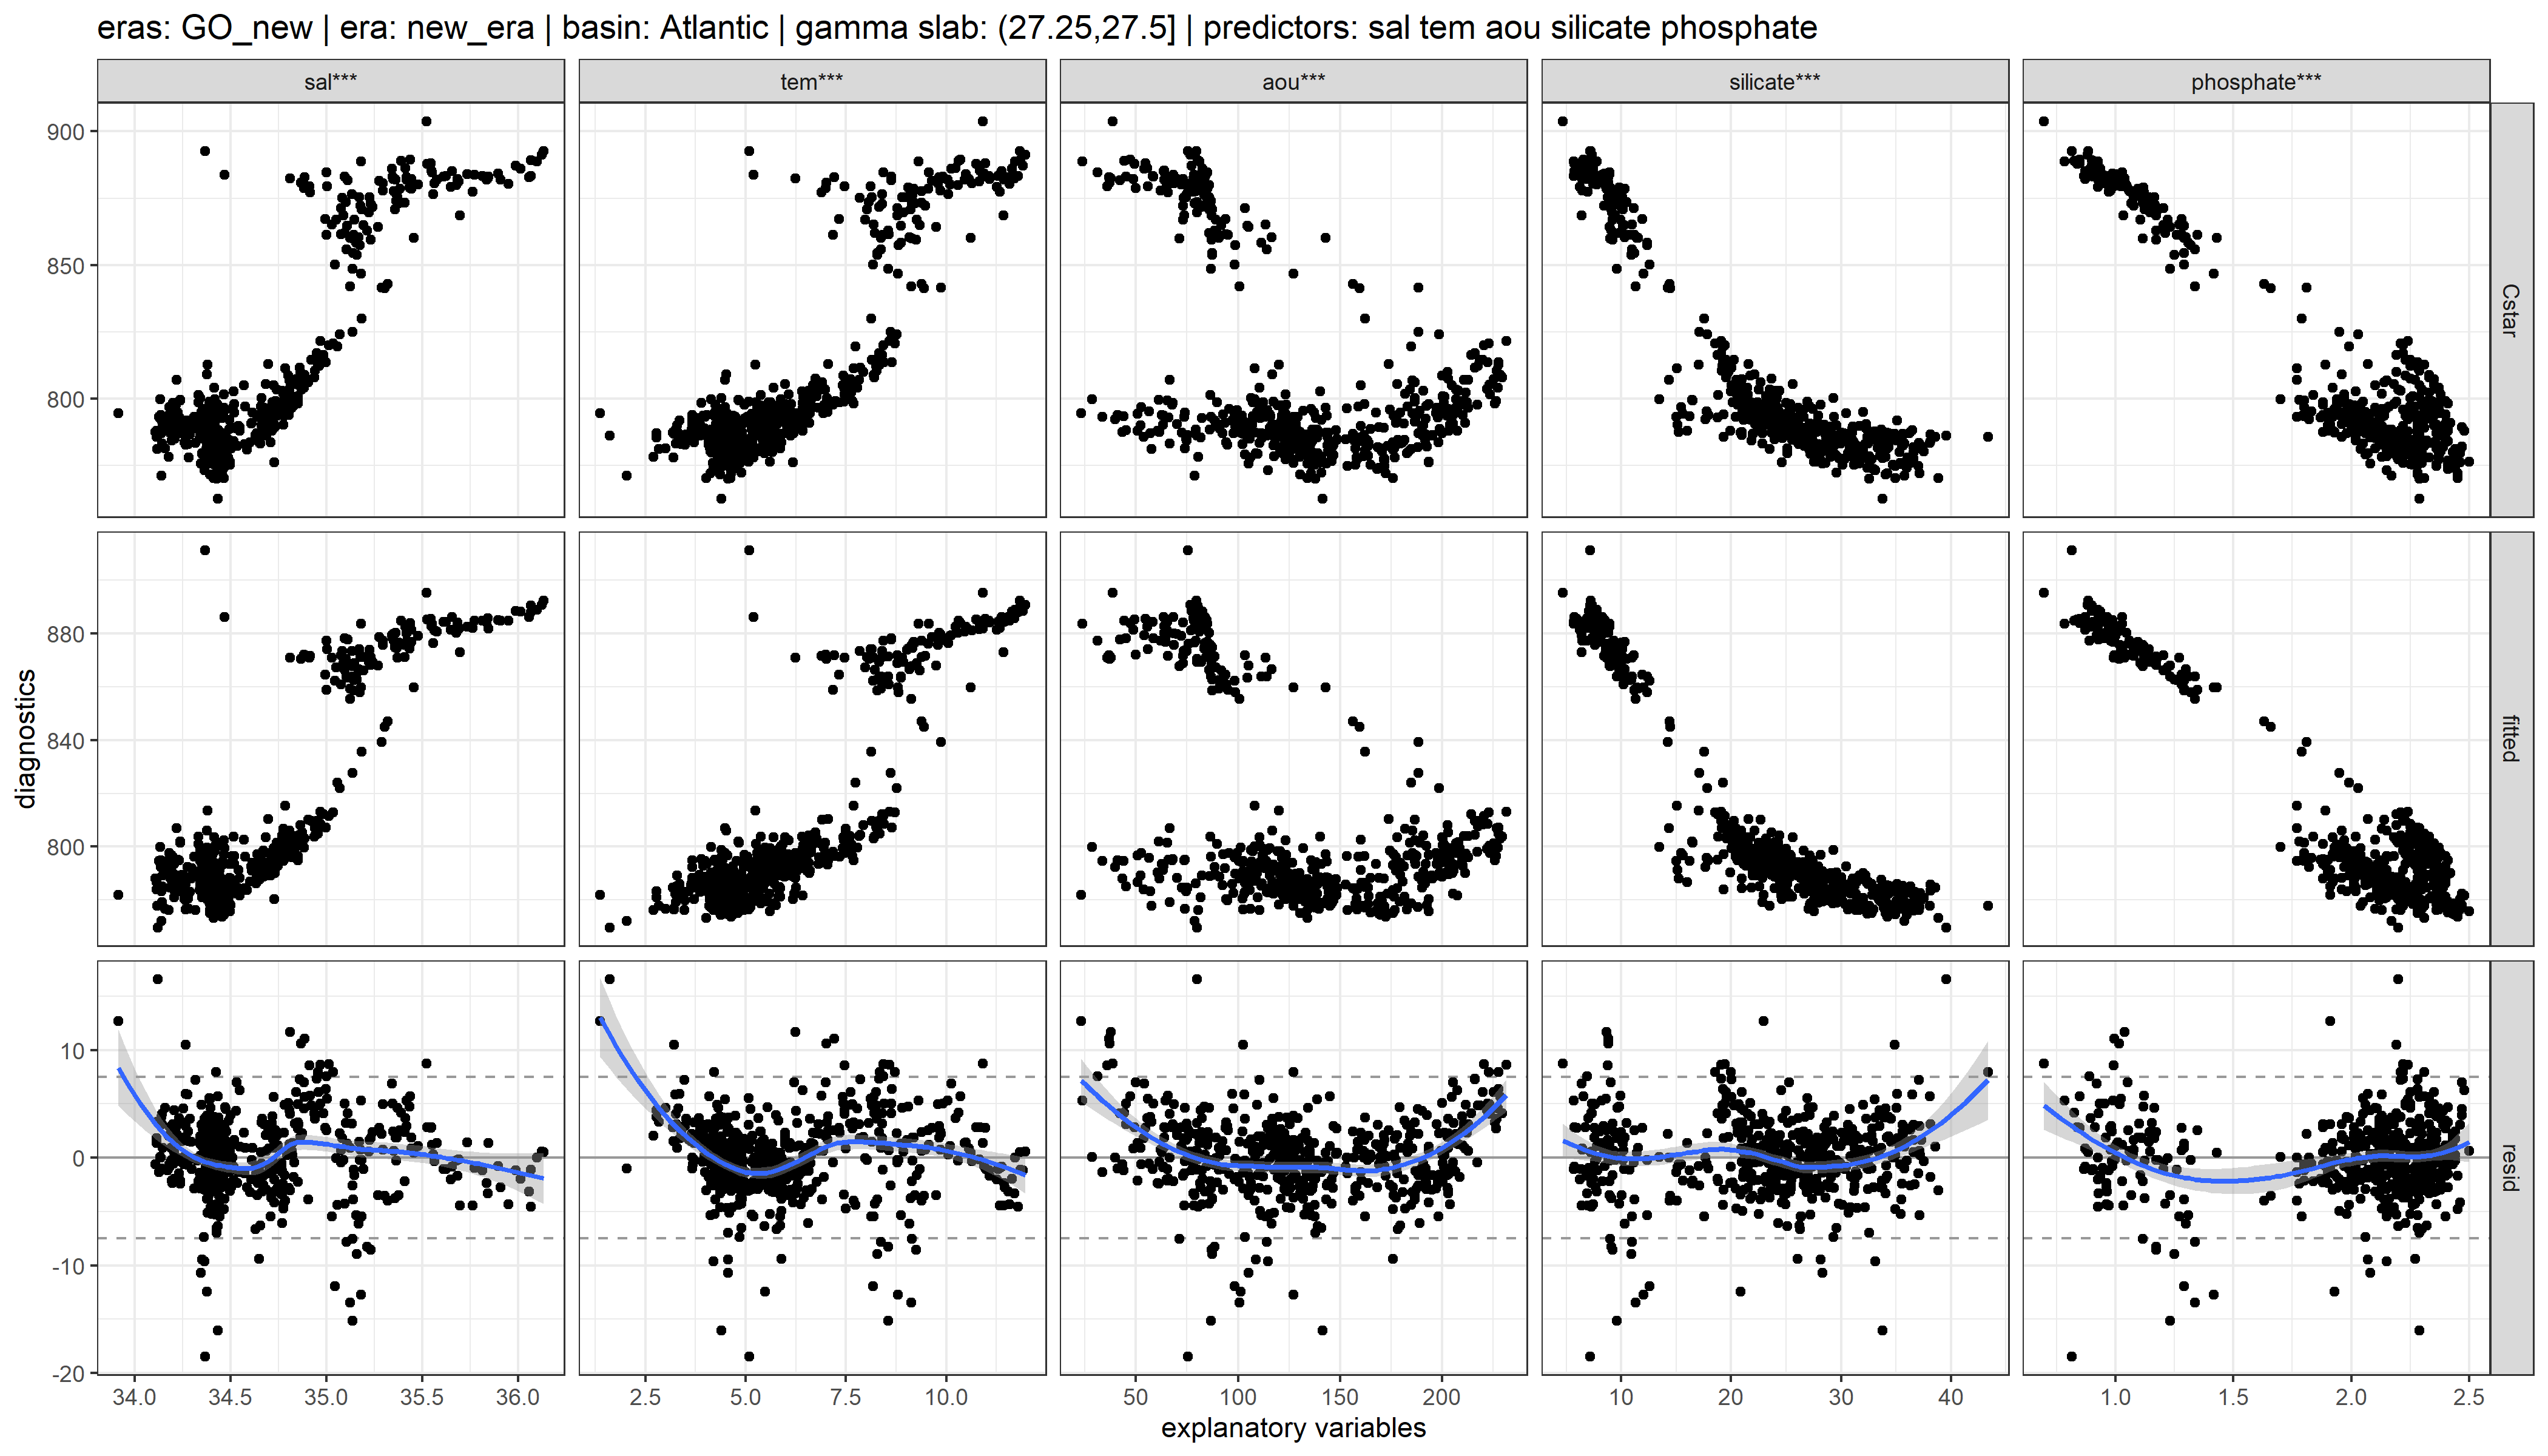 eras: GO_new | era: new_era | basin: Atlantic | gamma slab: (27.25,27.5] | predictors: sal tem aou silicate phosphate
sal*** tem*** aou*** silicate*** phosphate***
900
850
800
Cstar
880
840
800
fitted
diagnostics
10
0
-10
-20
resid
34.0 34.5 35.0 35.5 36.0 2.5 5.0 7.5 10.0 50 100 150 200 10 20 30 40 1.0 1.5 2.0 2.5
explanatory variables